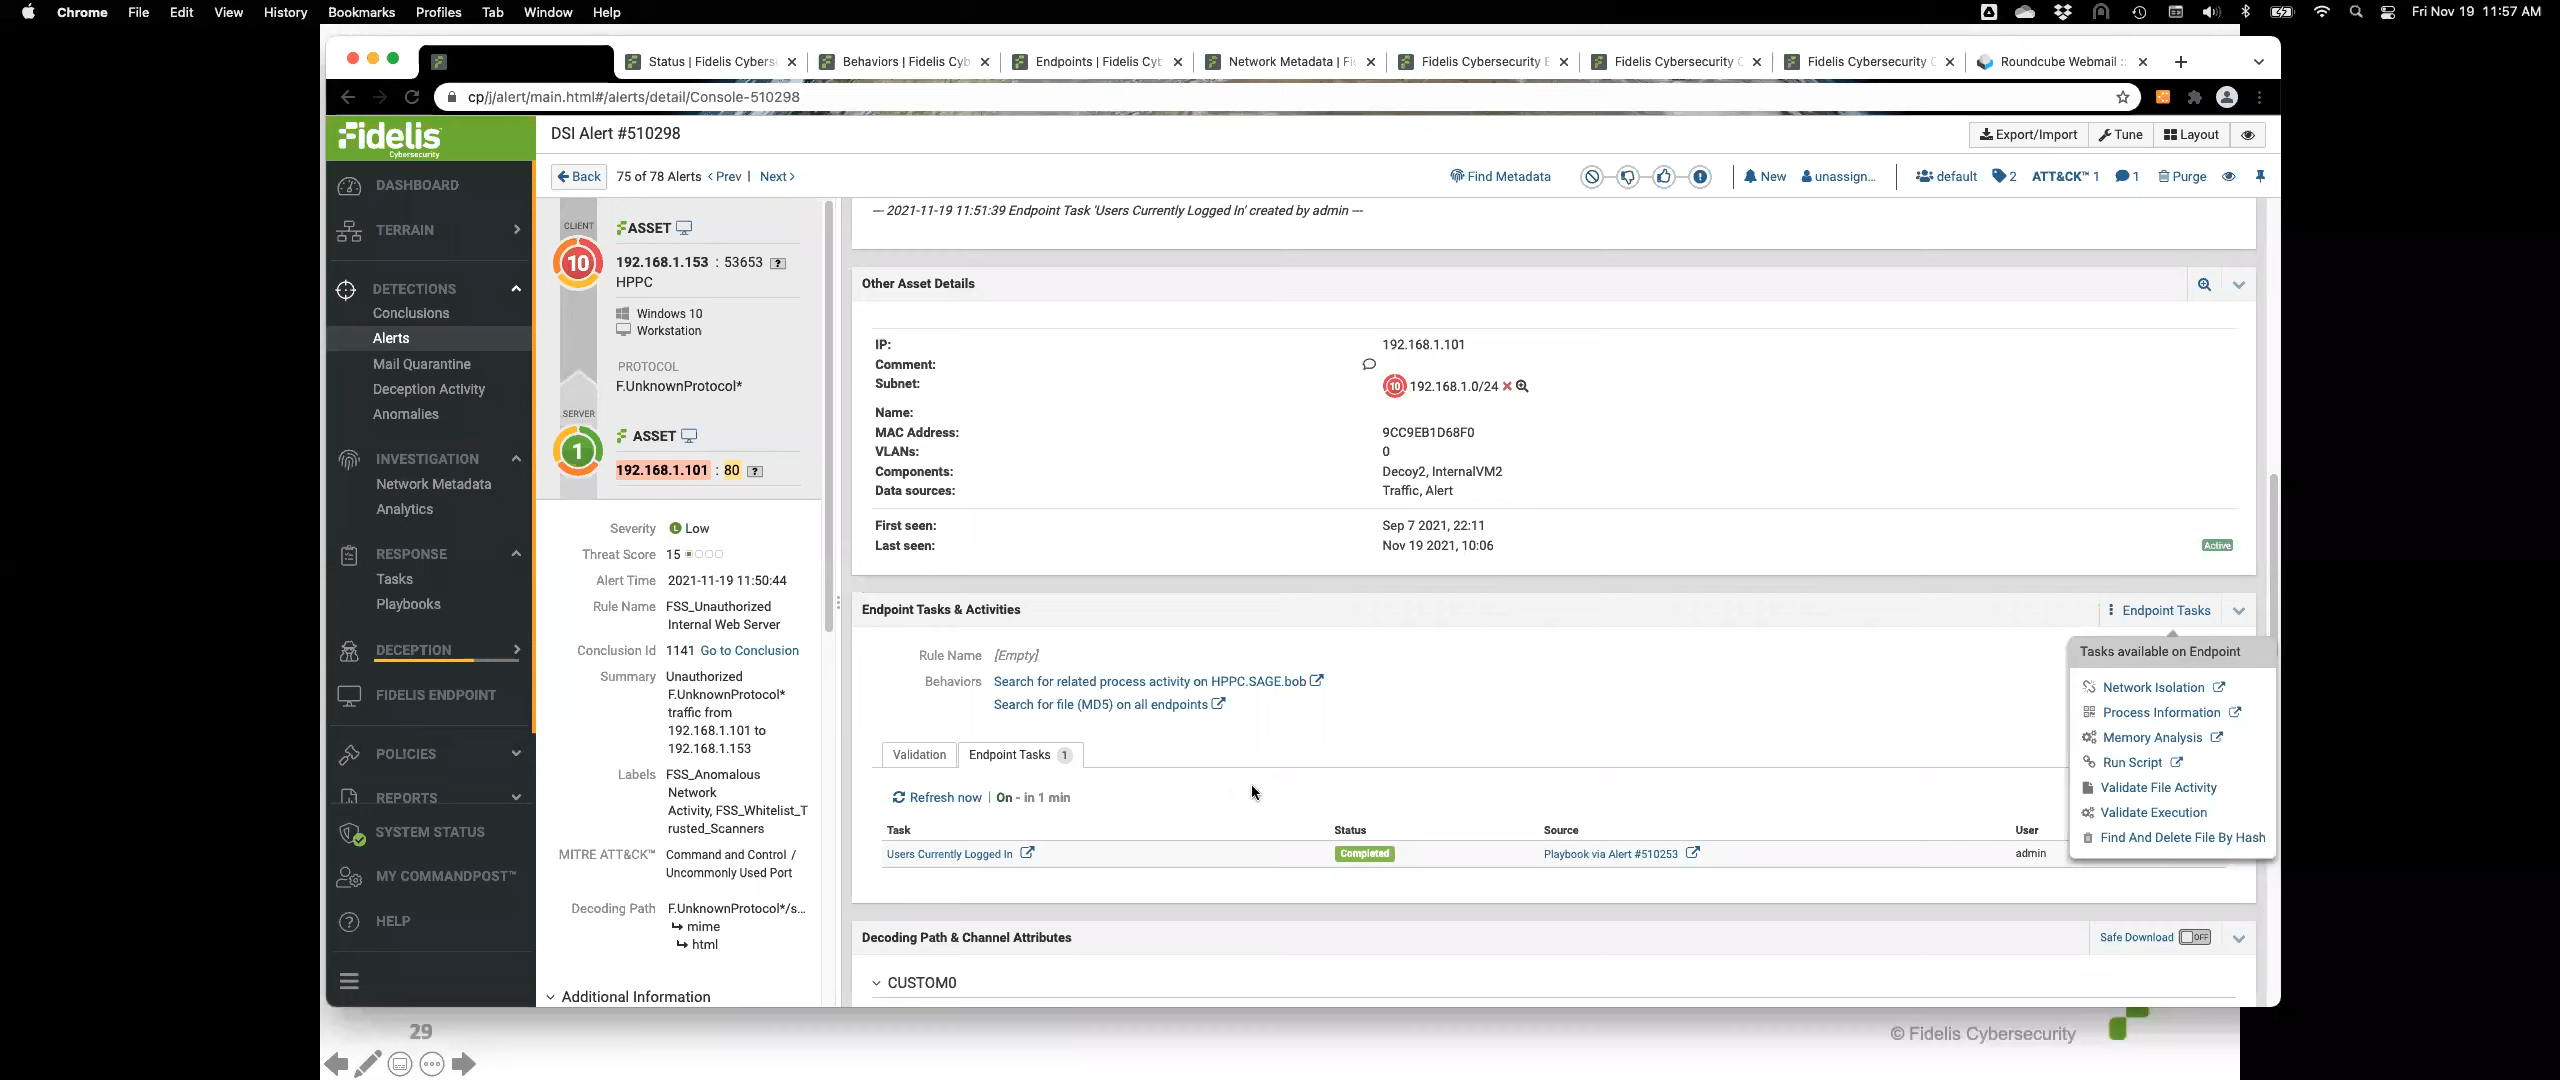 Chrome File Edit View History Bookmarks Profiles Tab Window Help
Fri Nov 19 11:57 AM
Status | Fidelis Cybers
Behaviors | Fidelis Cyb
Endpoints | Fidelis Cyb
Network Metadata | Fi
Fidelis Cybersecurity E
Fidelis Cybersecurity C
Fidelis Cybersecurity C
Roundcube Webmail ::
cp/j/alert/main.html#/alerts/detail/Console-510298
Fidelis
Cybersecurity
DSI Alert #510298
Export/Import
Tune
Layout
Back
75 of 78 Alerts
< Prev | Next >
Find Metadata
New
unassign...
default
2
ATT&CK™ 1
1
Purge
DASHBOARD
TERRAIN
DETECTIONS
Conclusions
Alerts
Mail Quarantine
Deception Activity
Anomalies
INVESTIGATION
Network Metadata
Analytics
RESPONSE
Tasks
Playbooks
DECEPTION
FIDELIS ENDPOINT
POLICIES
REPORTS
SYSTEM STATUS
MY COMMANDPOST™
HELP
CLIENT
ASSET
10
192.168.1.153 : 53653 ?
HPPC
Windows 10
Workstation
PROTOCOL
F.UnknownProtocol*
SERVER
ASSET
1
192.168.1.101 : 80 ?
Severity L Low
Threat Score 15
Alert Time 2021-11-19 11:50:44
Rule Name FSS_Unauthorized
Internal Web Server
Conclusion Id 1141 Go to Conclusion
Summary Unauthorized
F.UnknownProtocol*
traffic from
192.168.1.101 to
192.168.1.153
Labels FSS_Anomalous
Network
Activity, FSS_Whitelist_T
rusted_Scanners
MITRE ATT&CK™ Command and Control /
Uncommonly Used Port
Decoding Path F.UnknownProtocol*/s...
↳ mime
↳ html
Additional Information
--- 2021-11-19 11:51:39 Endpoint Task 'Users Currently Logged In' created by admin ---
Other Asset Details
IP: 192.168.1.101
Comment:
Subnet: 10 192.168.1.0/24
Name:
MAC Address: 9CC9EB1D68F0
VLANs: 0
Components: Decoy2, InternalVM2
Data sources: Traffic, Alert
First seen: Sep 7 2021, 22:11
Last seen: Nov 19 2021, 10:06
Active
Endpoint Tasks & Activities
Endpoint Tasks
Rule Name [Empty]
Behaviors Search for related process activity on HPPC.SAGE.bob
Search for file (MD5) on all endpoints
Tasks available on Endpoint
Network Isolation
Process Information
Memory Analysis
Run Script
Validate File Activity
Validate Execution
Find And Delete File By Hash
Validation
Endpoint Tasks 1
Refresh now | On - in 1 min
Task Status Source User
Users Currently Logged In Completed Playbook via Alert #510253 admin
Decoding Path & Channel Attributes
Safe Download OFF
CUSTOM0
29
© Fidelis Cybersecurity